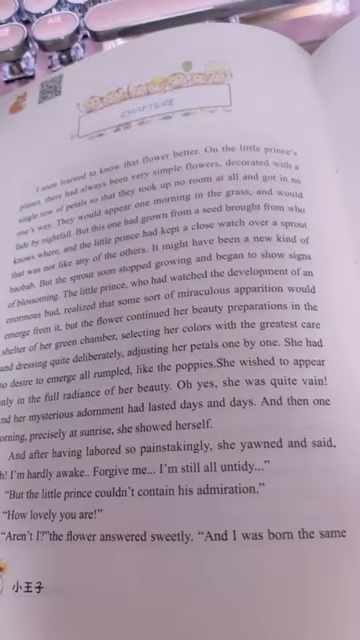 CHAPTER8
I soon learned to know that flower better. On the little prince's
planet, there had always been very simple flowers, decorated with a
single row of petals so that they took up no room at all and got in no
one's way. They would appear one morning in the grass, and would
fade by nightfall. But this one had grown from a seed brought from who
knows where, and the little prince had kept a close watch over a sprout
that was not like any of the others. It might have been a new kind of
baobab. But the sprout soon stopped growing and began to show signs
of blossoming. The little prince, who had watched the development of an
enormous bud, realized that some sort of miraculous apparition would
emerge from it, but the flower continued her beauty preparations in the
shelter of her green chamber, selecting her colors with the greatest care
and dressing quite deliberately, adjusting her petals one by one. She had
no desire to emerge all rumpled, like the poppies.She wished to appear
only in the full radiance of her beauty. Oh yes, she was quite vain!
nd her mysterious adornment had lasted days and days. And then one
orning, precisely at sunrise, she showed herself.
And after having labored so painstakingly, she yawned and said,
h! I'm hardly awake.. Forgive me... I'm still all untidy..."
"But the little prince couldn't contain his admiration."
"How lovely you are!"
"Aren't I?"the flower answered sweetly. "And I was born the same
小王子